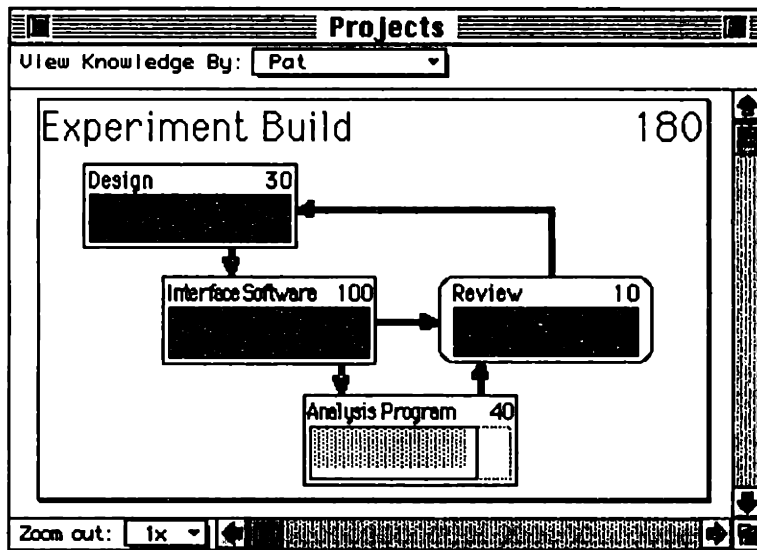 Projects
View Knowledge By: Pat
Experiment Build 180
Design 30
Interface Software 100
Review 10
Analysis Program 40
Zoom out: 1x